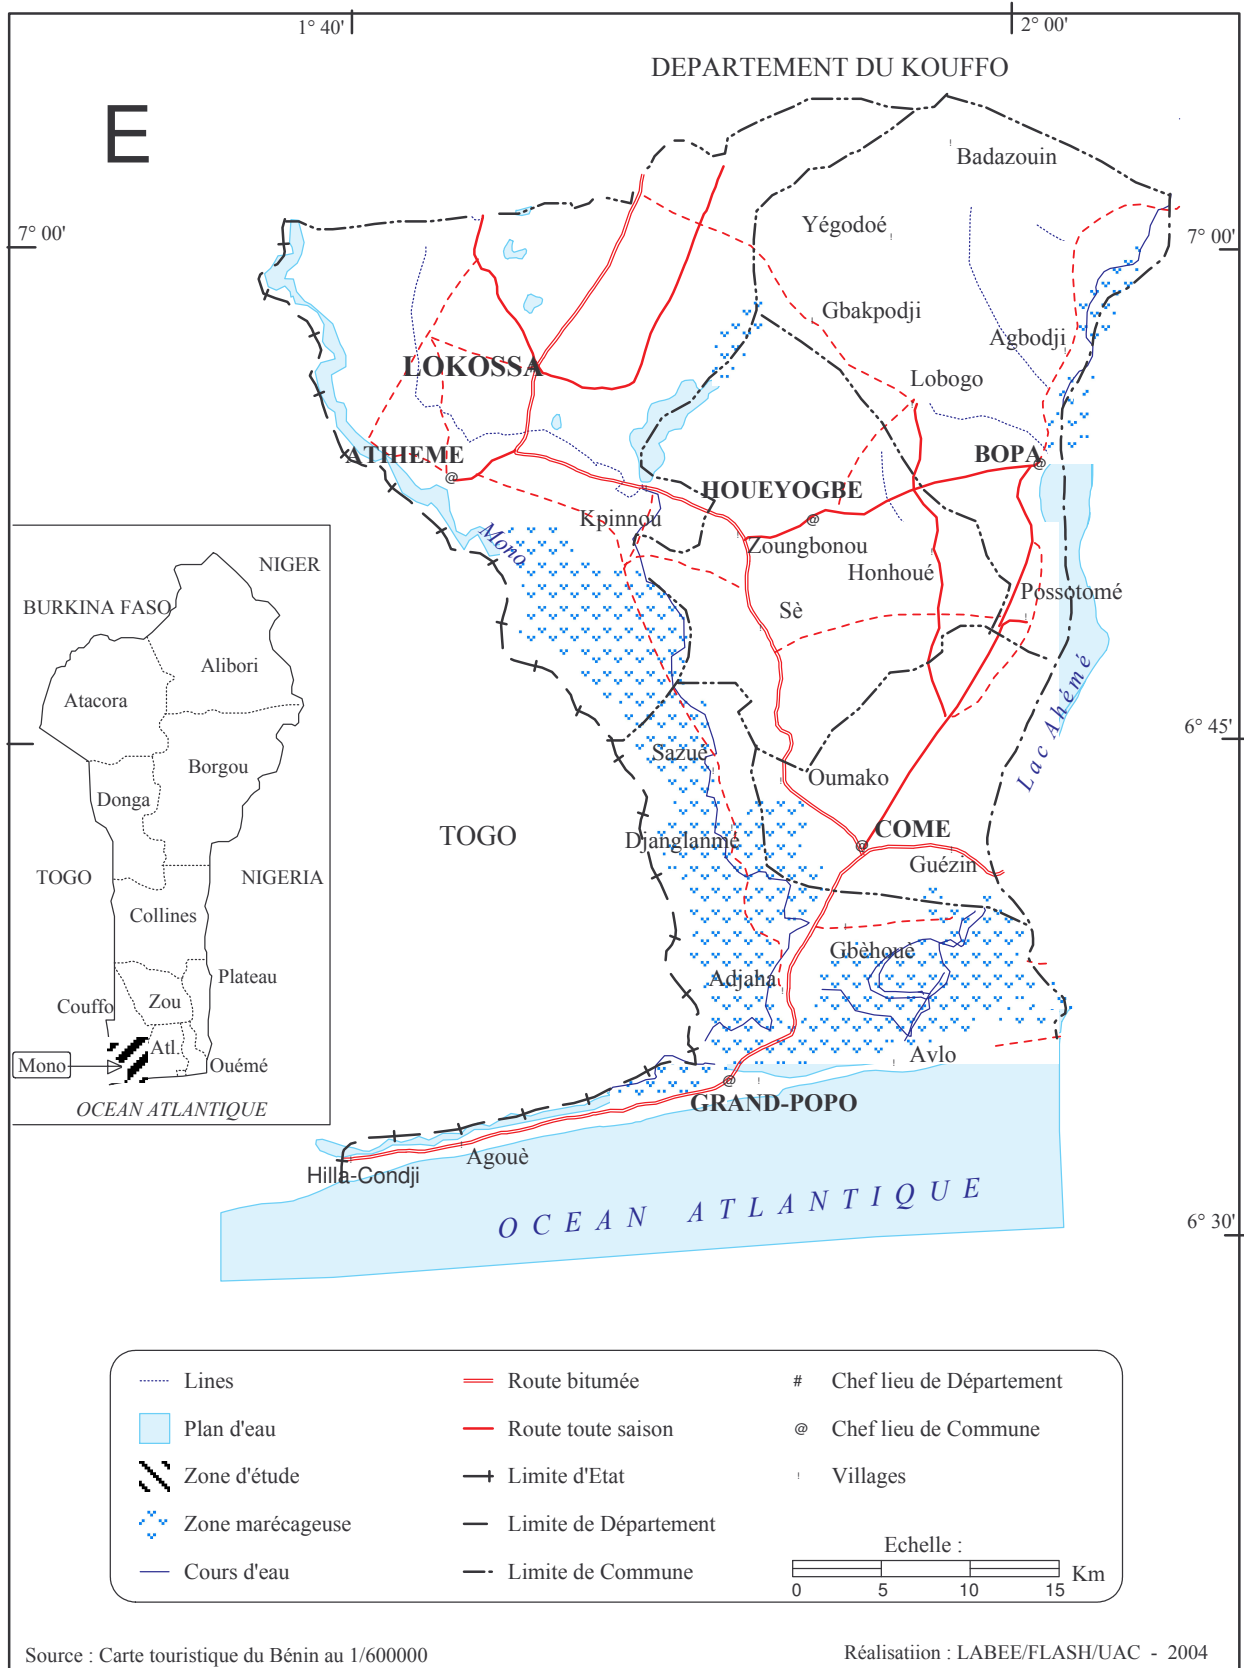 1° 40'
2° 00'
DEPARTEMENT DU KOUFFO
E
Badazouin
7° 00'
Yégodoé
7° 00'
Gbakpodji
Agbodji
LOKOSSA
Lobogo
ATHIEME
BOPA
HOUEYOGBE
Kpinnou
Mono
Zoungbonou
Honhoué
Possotomé
Sè
Lac Ahémé
6° 45'
Sazué
Oumako
TOGO
Djanglanmè
COME
Guézin
Gbèhouè
Adjaha
Avlo
GRAND-POPO
Agouè
Hilla-Condji
OCEAN ATLANTIQUE
6° 30'
NIGER
BURKINA FASO
Alibori
Atacora
Borgou
Donga
TOGO
NIGERIA
Collines
Plateau
Couffo
Zou
Atl.
Mono
Ouémé
OCEAN ATLANTIQUE
Lines
Plan d'eau
Zone d'étude
Zone marécageuse
Cours d'eau
Route bitumée
Route toute saison
Limite d'Etat
Limite de Département
Limite de Commune
# Chef lieu de Département
@ Chef lieu de Commune
! Villages
Echelle :
0 5 10 15 Km
Source : Carte touristique du Bénin au 1/600000
Réalisatiion : LABEE/FLASH/UAC - 2004